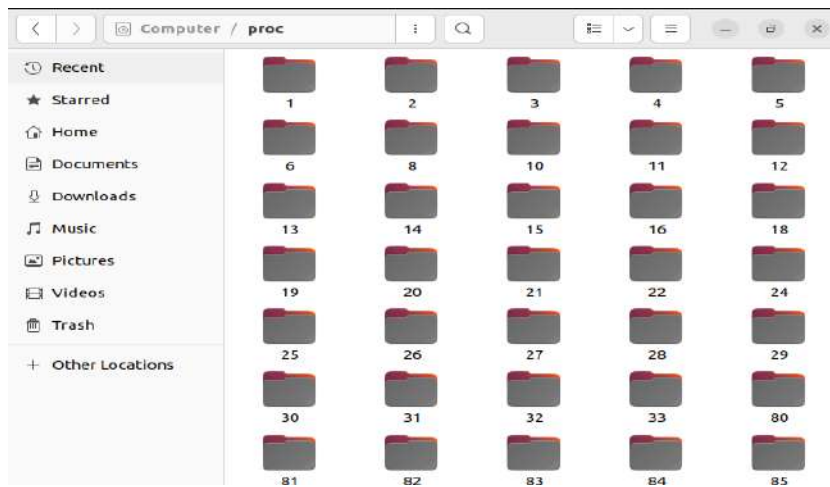 Computer / proc
Recent
Starred
Home
Documents
Downloads
Music
Pictures
Videos
Trash
Other Locations
1 2 3 4 5
6 8 10 11 12
13 14 15 16 18
19 20 21 22 24
25 26 27 28 29
30 31 32 33 80
81 82 83 84 85